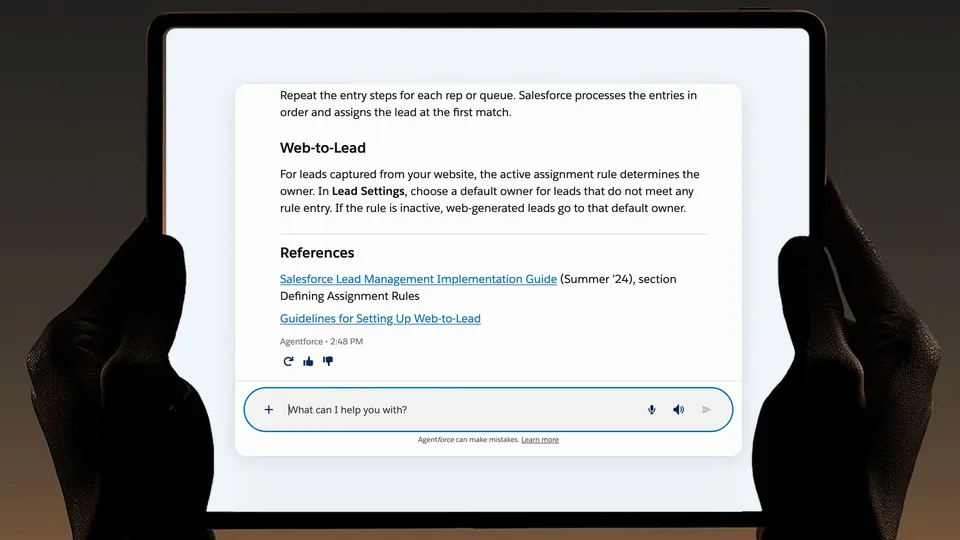 Repeat the entry steps for each rep or queue. Salesforce processes the entries in
order and assigns the lead at the first match.
Web-to-Lead
For leads captured from your website, the active assignment rule determines the
owner. In Lead Settings, choose a default owner for leads that do not meet any
rule entry. If the rule is inactive, web-generated leads go to that default owner.
References
Salesforce Lead Management Implementation Guide (Summer ’24), section
Defining Assignment Rules
Guidelines for Setting Up Web-to-Lead
Agentforce • 2:48 PM
What can I help you with?
Agentforce can make mistakes. Learn more